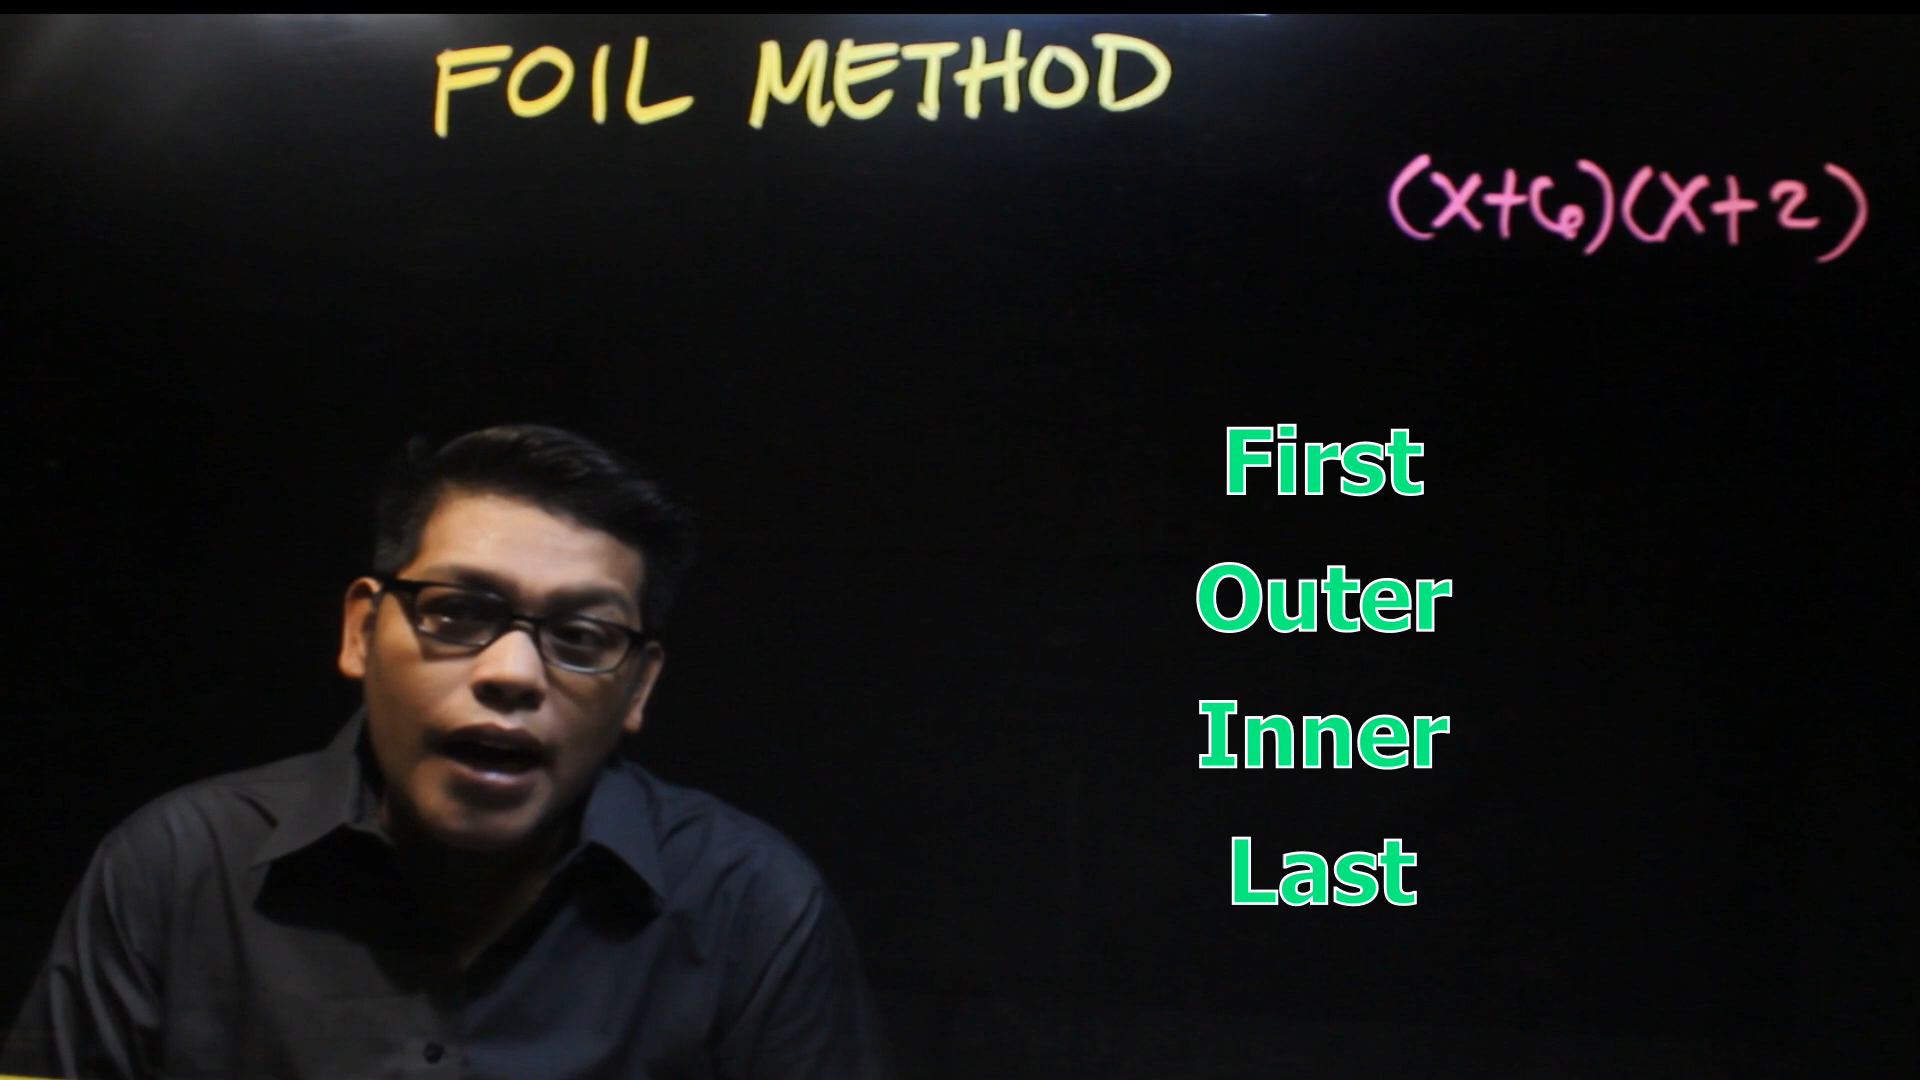 FOIL METHOD
(x+6)(x+2)
First
Outer
Inner
Last